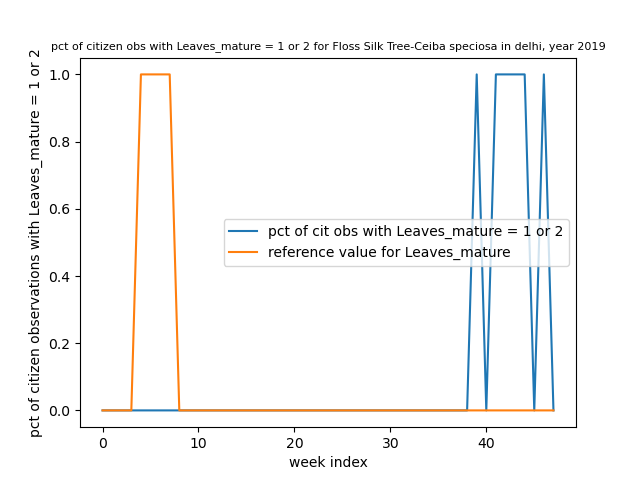 pct of citizen obs with Leaves_mature = 1 or 2 for Floss Silk Tree-Ceiba speciosa in delhi, year 2019
pct of citizen observations with Leaves_mature = 1 or 2
1.0
0.8
0.6
0.4
0.2
0.0
pct of cit obs with Leaves_mature = 1 or 2
reference value for Leaves_mature
0 10 20 30 40
week index